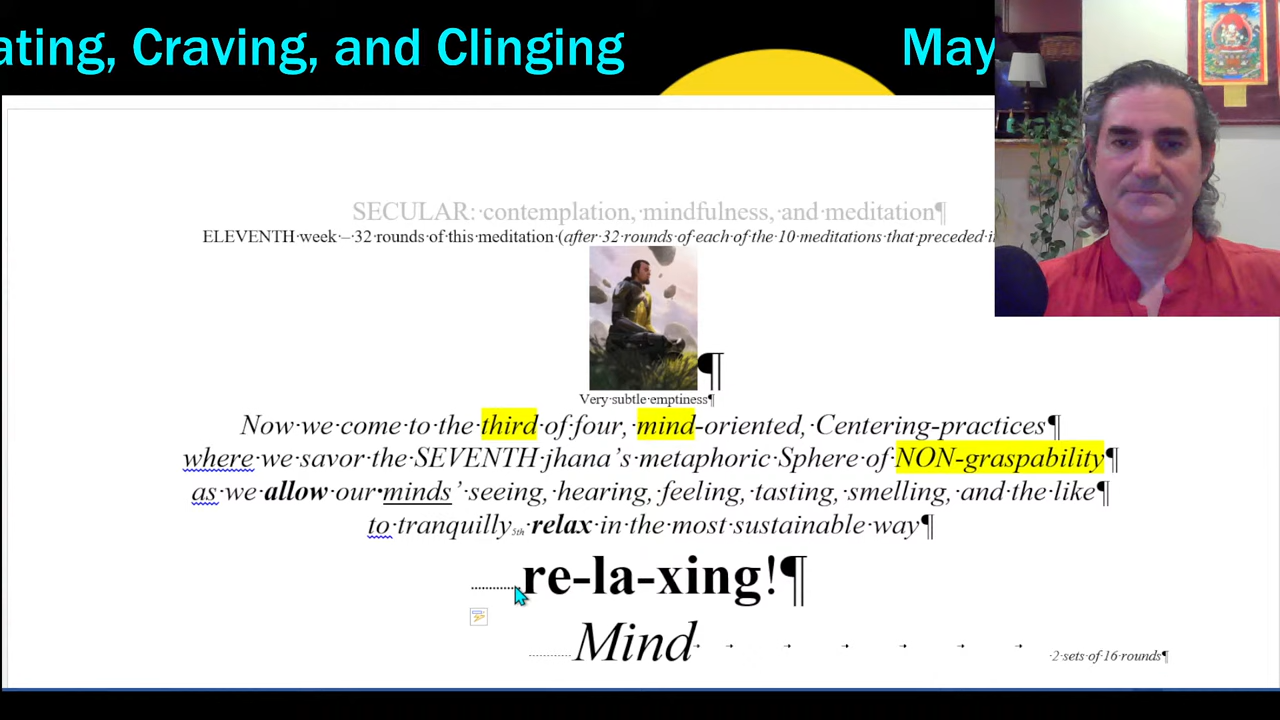 ating, Craving, and Clinging May
SECULAR: contemplation, mindfulness, and meditation¶
ELEVENTH week – 32 rounds of this meditation (after 32 rounds of each of the 10 meditations that preceded i
¶
Very subtle emptiness¶
Now we come to the third of four, mind-oriented, Centering-practices¶
where we savor the SEVENTH jhana's metaphoric Sphere of NON-graspability¶
as we allow our minds' seeing, hearing, feeling, tasting, smelling, and the like¶
to tranquilly 5th relax in the most sustainable way¶
re-la-xing!¶
Mind → → → → → → → 2 sets of 16 rounds¶